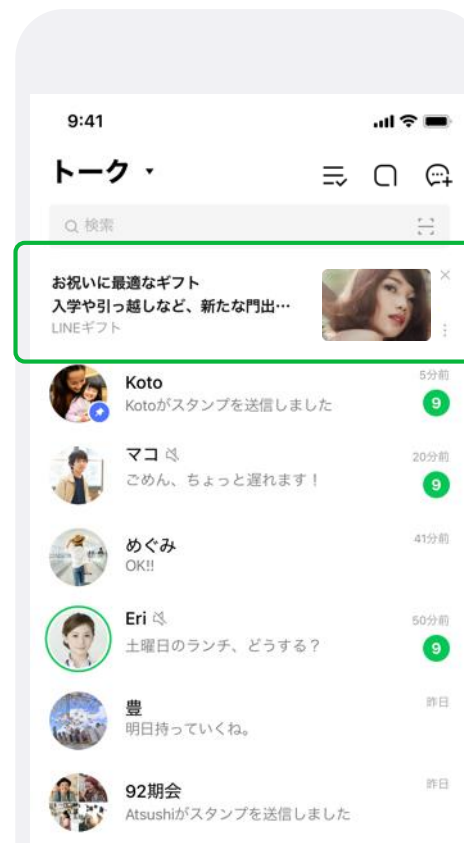 9:41
トーク
検索
お祝いに最適なギフト
入学や引っ越しなど、新たな門出…
LINEギフト
Koto
5分前
Kotoがスタンプを送信しました
9
マコ
20分前
ごめん、ちょっと遅れます！
9
めぐみ
41分前
OK!!
Eri
50分前
土曜日のランチ、どうする？
9
豊
昨日
明日持っていくね。
92期会
昨日
Atsushiがスタンプを送信しました